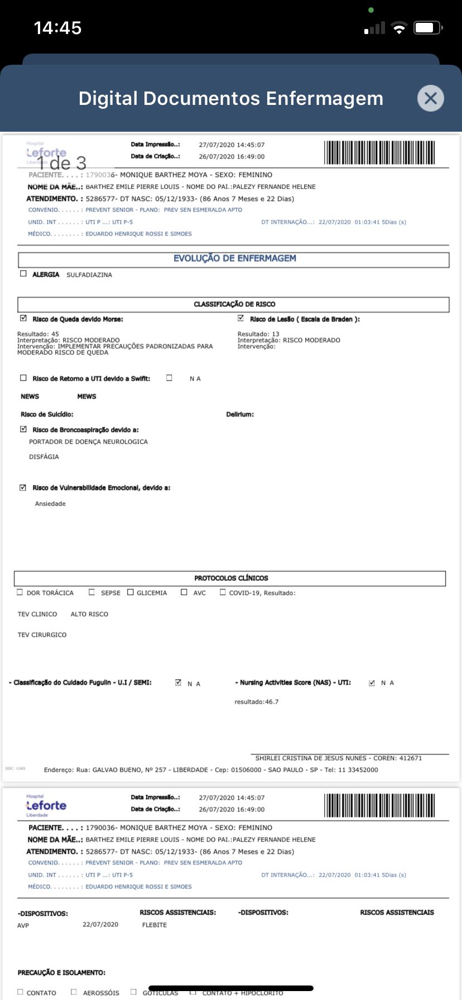 14:45
Digital Documentos Enfermagem
Hospital
Leforte
Liberdade
Data Impressão..: 27/07/2020 14:45:07
Data de Criação..: 26/07/2020 16:49:00
1 de 3
PACIENTE. . . . : 1790036- MONIQUE BARTHEZ MOYA - SEXO: FEMININO
NOME DA MÃE..: BARTHEZ EMILE PIERRE LOUIS - NOME DO PAI.:PALEZY FERNANDE HELENE
ATENDIMENTO. : 5286577- DT NASC: 05/12/1933- (86 Anos 7 Meses e 22 Dias)
CONVENIO. . . . . . : PREVENT SENIOR - PLANO: PREV SEN ESMERALDA APTO
UNID. INT . . . . . . : UTI P ...: UTI P-5 DT INTERNAÇÃO...: 22/07/2020 01:03:41 5Dias (s)
MÉDICO. . . . . . . . : EDUARDO HENRIQUE ROSSI E SIMOES
EVOLUÇÃO DE ENFERMAGEM
ALERGIA SULFADIAZINA
CLASSIFICAÇÃO DE RISCO
Risco de Queda devido Morse: Risco de Lesão ( Escala de Braden ):
Resultado: 45 Resultado: 13
Interpretação: RISCO MODERADO Interpretação: RISCO MODERADO
Intervenção: IMPLEMENTAR PRECAUÇÕES PADRONIZADAS PARA Intervenção:
MODERADO RISCO DE QUEDA
Risco de Retorno a UTI devido a Swifit: N A
NEWS MEWS
Risco de Suicídio: Delirium:
Risco de Broncoaspiração devido a:
PORTADOR DE DOENÇA NEUROLOGICA
DISFÁGIA
Risco de Vulnerabilidade Emocional, devido a:
Ansiedade
PROTOCOLOS CLÍNICOS
DOR TORÁCICA SEPSE GLICEMIA AVC COVID-19, Resultado:
TEV CLINICO ALTO RISCO
TEV CIRURGICO
- Classificação do Cuidado Fugulin - U.I / SEMI: N A - Nursing Activities Score (NAS) - UTI: N A
resultado:46.7
SHIRLEI CRISTINA DE JESUS NUNES - COREN: 412671
DOC: 1065 Endereço: Rua: GALVAO BUENO, Nº 257 - LIBERDADE - Cep: 01506000 - SAO PAULO - SP - Tel: 11 33452000
Hospital
Leforte
Liberdade
Data Impressão..: 27/07/2020 14:45:07
Data de Criação..: 26/07/2020 16:49:00
PACIENTE. . . . : 1790036- MONIQUE BARTHEZ MOYA - SEXO: FEMININO
NOME DA MÃE..: BARTHEZ EMILE PIERRE LOUIS - NOME DO PAI.:PALEZY FERNANDE HELENE
ATENDIMENTO. : 5286577- DT NASC: 05/12/1933- (86 Anos 7 Meses e 22 Dias)
CONVENIO. . . . . . : PREVENT SENIOR - PLANO: PREV SEN ESMERALDA APTO
UNID. INT . . . . . . : UTI P ...: UTI P-5 DT INTERNAÇÃO...: 22/07/2020 01:03:41 5Dias (s)
MÉDICO. . . . . . . . : EDUARDO HENRIQUE ROSSI E SIMOES
-DISPOSITIVOS: RISCOS ASSISTENCIAIS: -DISPOSITIVOS: RISCOS ASSISTENCIAIS
AVP 22/07/2020 FLEBITE
PRECAUÇÃO E ISOLAMENTO:
CONTATO AEROSSÓIS GOTICULAS CONTATO + HIPOCLORITO